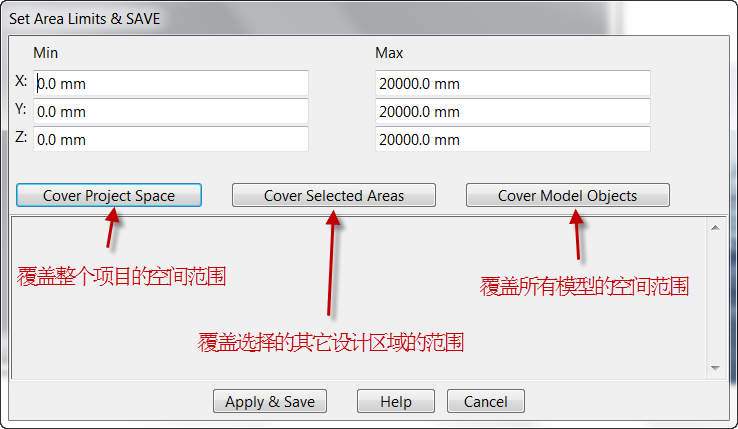 Set Area Limits & SAVE
Min Max
X: 0.0 mm 20000.0 mm
Y: 0.0 mm 20000.0 mm
Z: 0.0 mm 20000.0 mm
Cover Project Space Cover Selected Areas Cover Model Objects
覆盖整个项目的空间范围
覆盖所有模型的空间范围
覆盖选择的其它设计区域的范围
Apply & Save Help Cancel